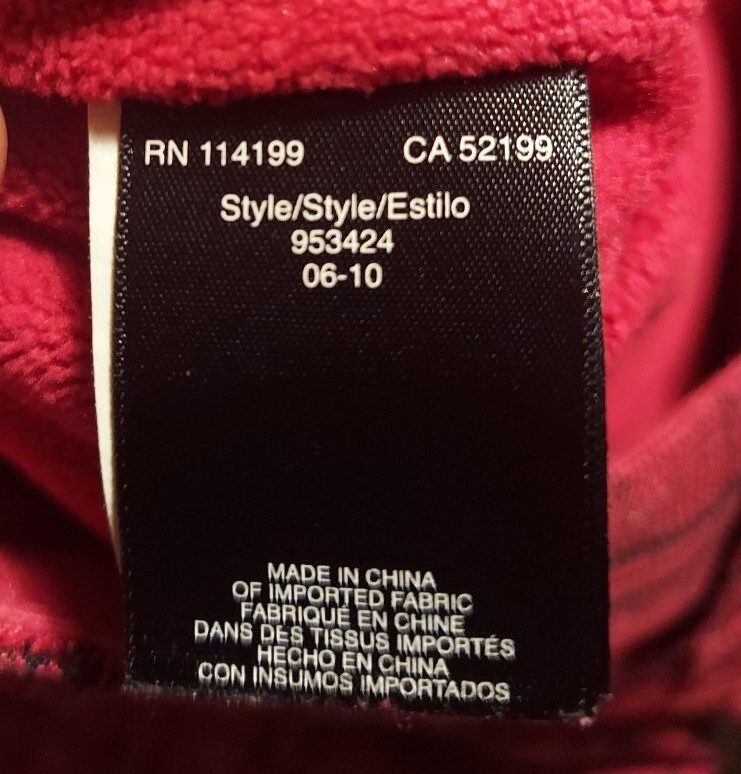 RN 114199 CA 52199
Style/Style/Estilo
953424
06-10
MADE IN CHINA
OF IMPORTED FABRIC
FABRIQUÉ EN CHINE
DANS DES TISSUS IMPORTÉS
HECHO EN CHINA
CON INSUMOS IMPORTADOS